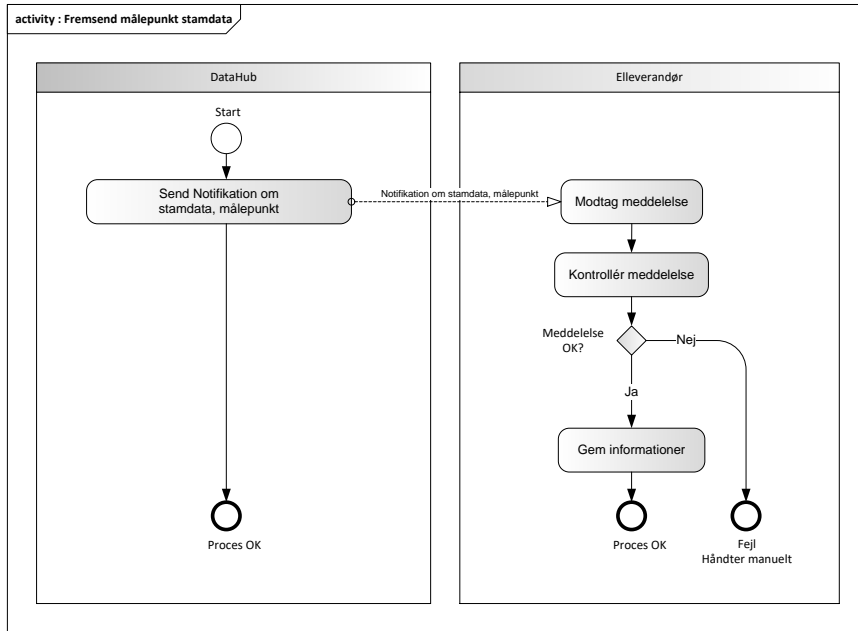 activity : Fremsend målepunkt stamdata
DataHub
Elleverandør
Start
Send Notifikation om
stamdata, målepunkt
Notifikation om stamdata, målepunkt
Modtag meddelelse
Kontrollér meddelelse
Meddelelse
OK?
Nej
Ja
Gem informationer
Proces OK
Proces OK
Fejl
Håndter manuelt